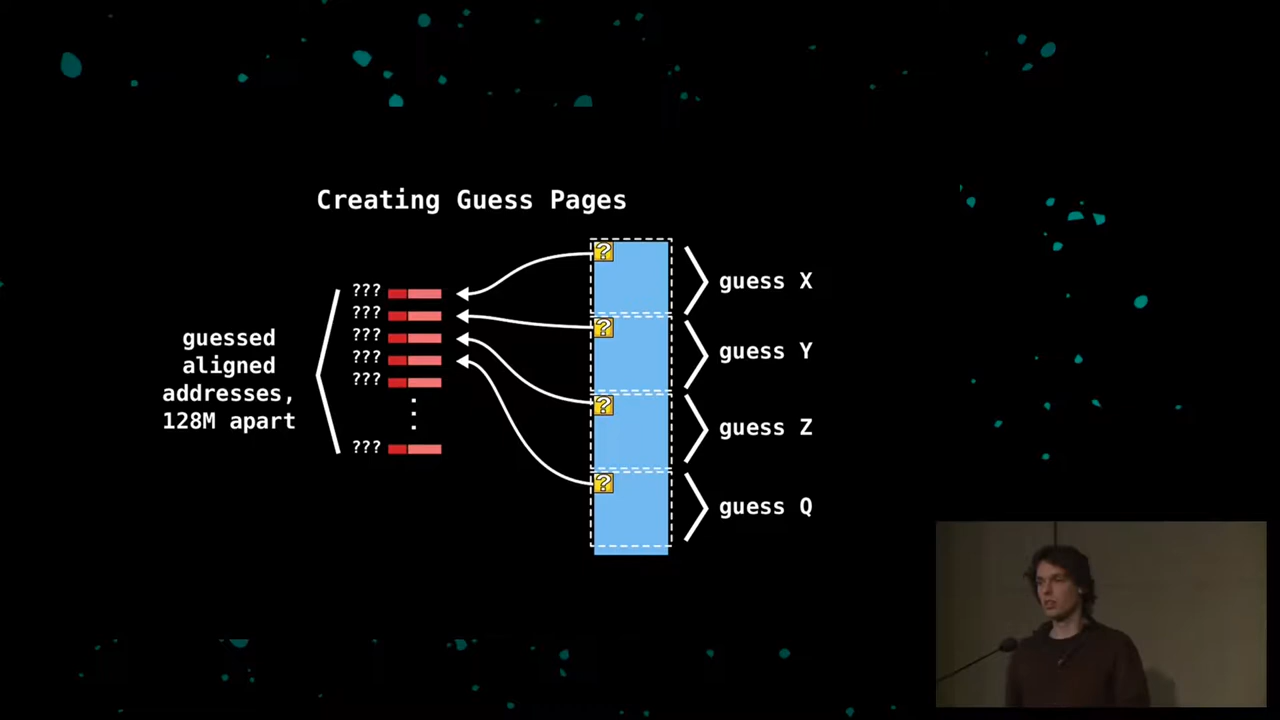 Creating Guess Pages
???
???
???
???
???
???
guessed
aligned
addresses,
128M apart
?
?
?
?
guess X
guess Y
guess Z
guess Q